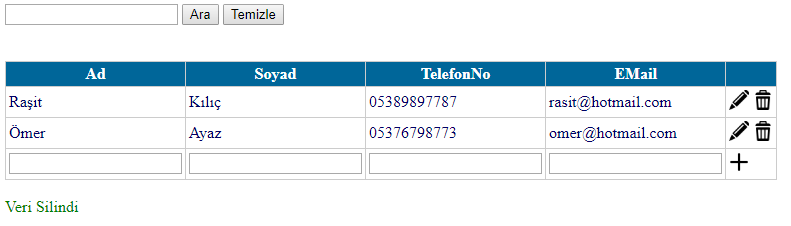 Ara Temizle
Ad Soyad TelefonNo EMail
Raşit Kılıç 05389897787 rasit@hotmail.com
Ömer Ayaz 05376798773 omer@hotmail.com
Veri Silindi